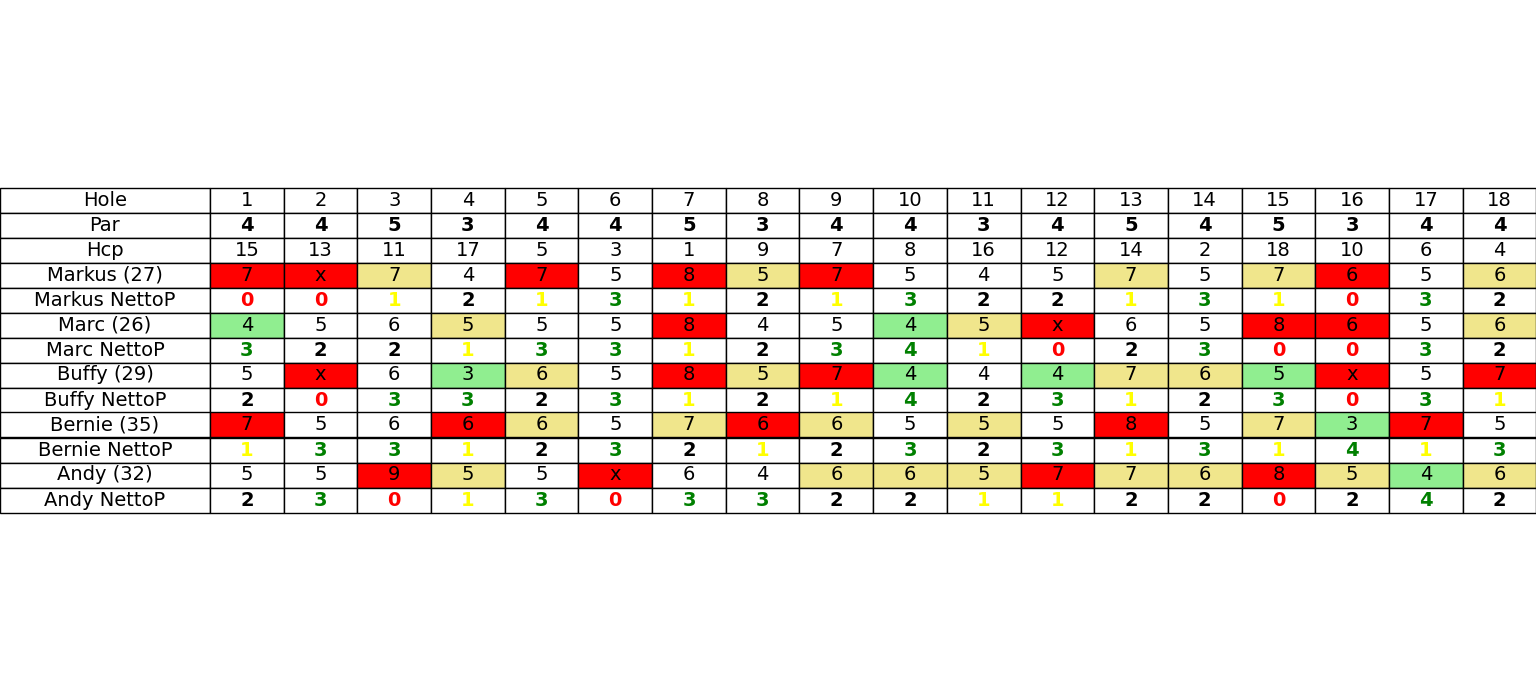 Hole 1 2 3 4 5 6 7 8 9 10 11 12 13 14 15 16 17 18
Par 4 4 5 3 4 4 5 3 4 4 3 4 5 4 5 3 4 4
Hcp 15 13 11 17 5 3 1 9 7 8 16 12 14 2 18 10 6 4
Markus (27) 7 x 7 4 7 5 8 5 7 5 4 5 7 5 7 6 5 6
Markus NettoP 0 0 1 2 1 3 1 2 1 3 2 2 1 3 1 0 3 2
Marc (26) 4 5 6 5 5 5 8 4 5 4 5 x 6 5 8 6 5 6
Marc NettoP 3 2 2 1 3 3 1 2 3 4 1 0 2 3 0 0 3 2
Buffy (29) 5 x 6 3 6 5 8 5 7 4 4 4 7 6 5 x 5 7
Buffy NettoP 2 0 3 3 2 3 1 2 1 4 2 3 1 2 3 0 3 1
Bernie (35) 7 5 6 6 6 5 7 6 6 5 5 5 8 5 7 3 7 5
Bernie NettoP 1 3 3 1 2 3 2 1 2 3 2 3 1 3 1 4 1 3
Andy (32) 5 5 9 5 5 x 6 4 6 6 5 7 7 6 8 5 4 6
Andy NettoP 2 3 0 1 3 0 3 3 2 2 1 1 2 2 0 2 4 2